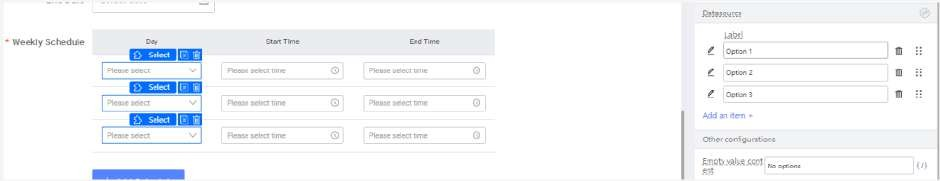 Datasource
* Weekly Schedule
Day Start Time End Time
Label
Select
Option 1
Please select Please select time Please select time
Select
Option 2
Please select Please select time Please select time
Option 3
Select
Add an item +
Please select Please select time Please select time
Other configurations
Empty value cont
ent
No options